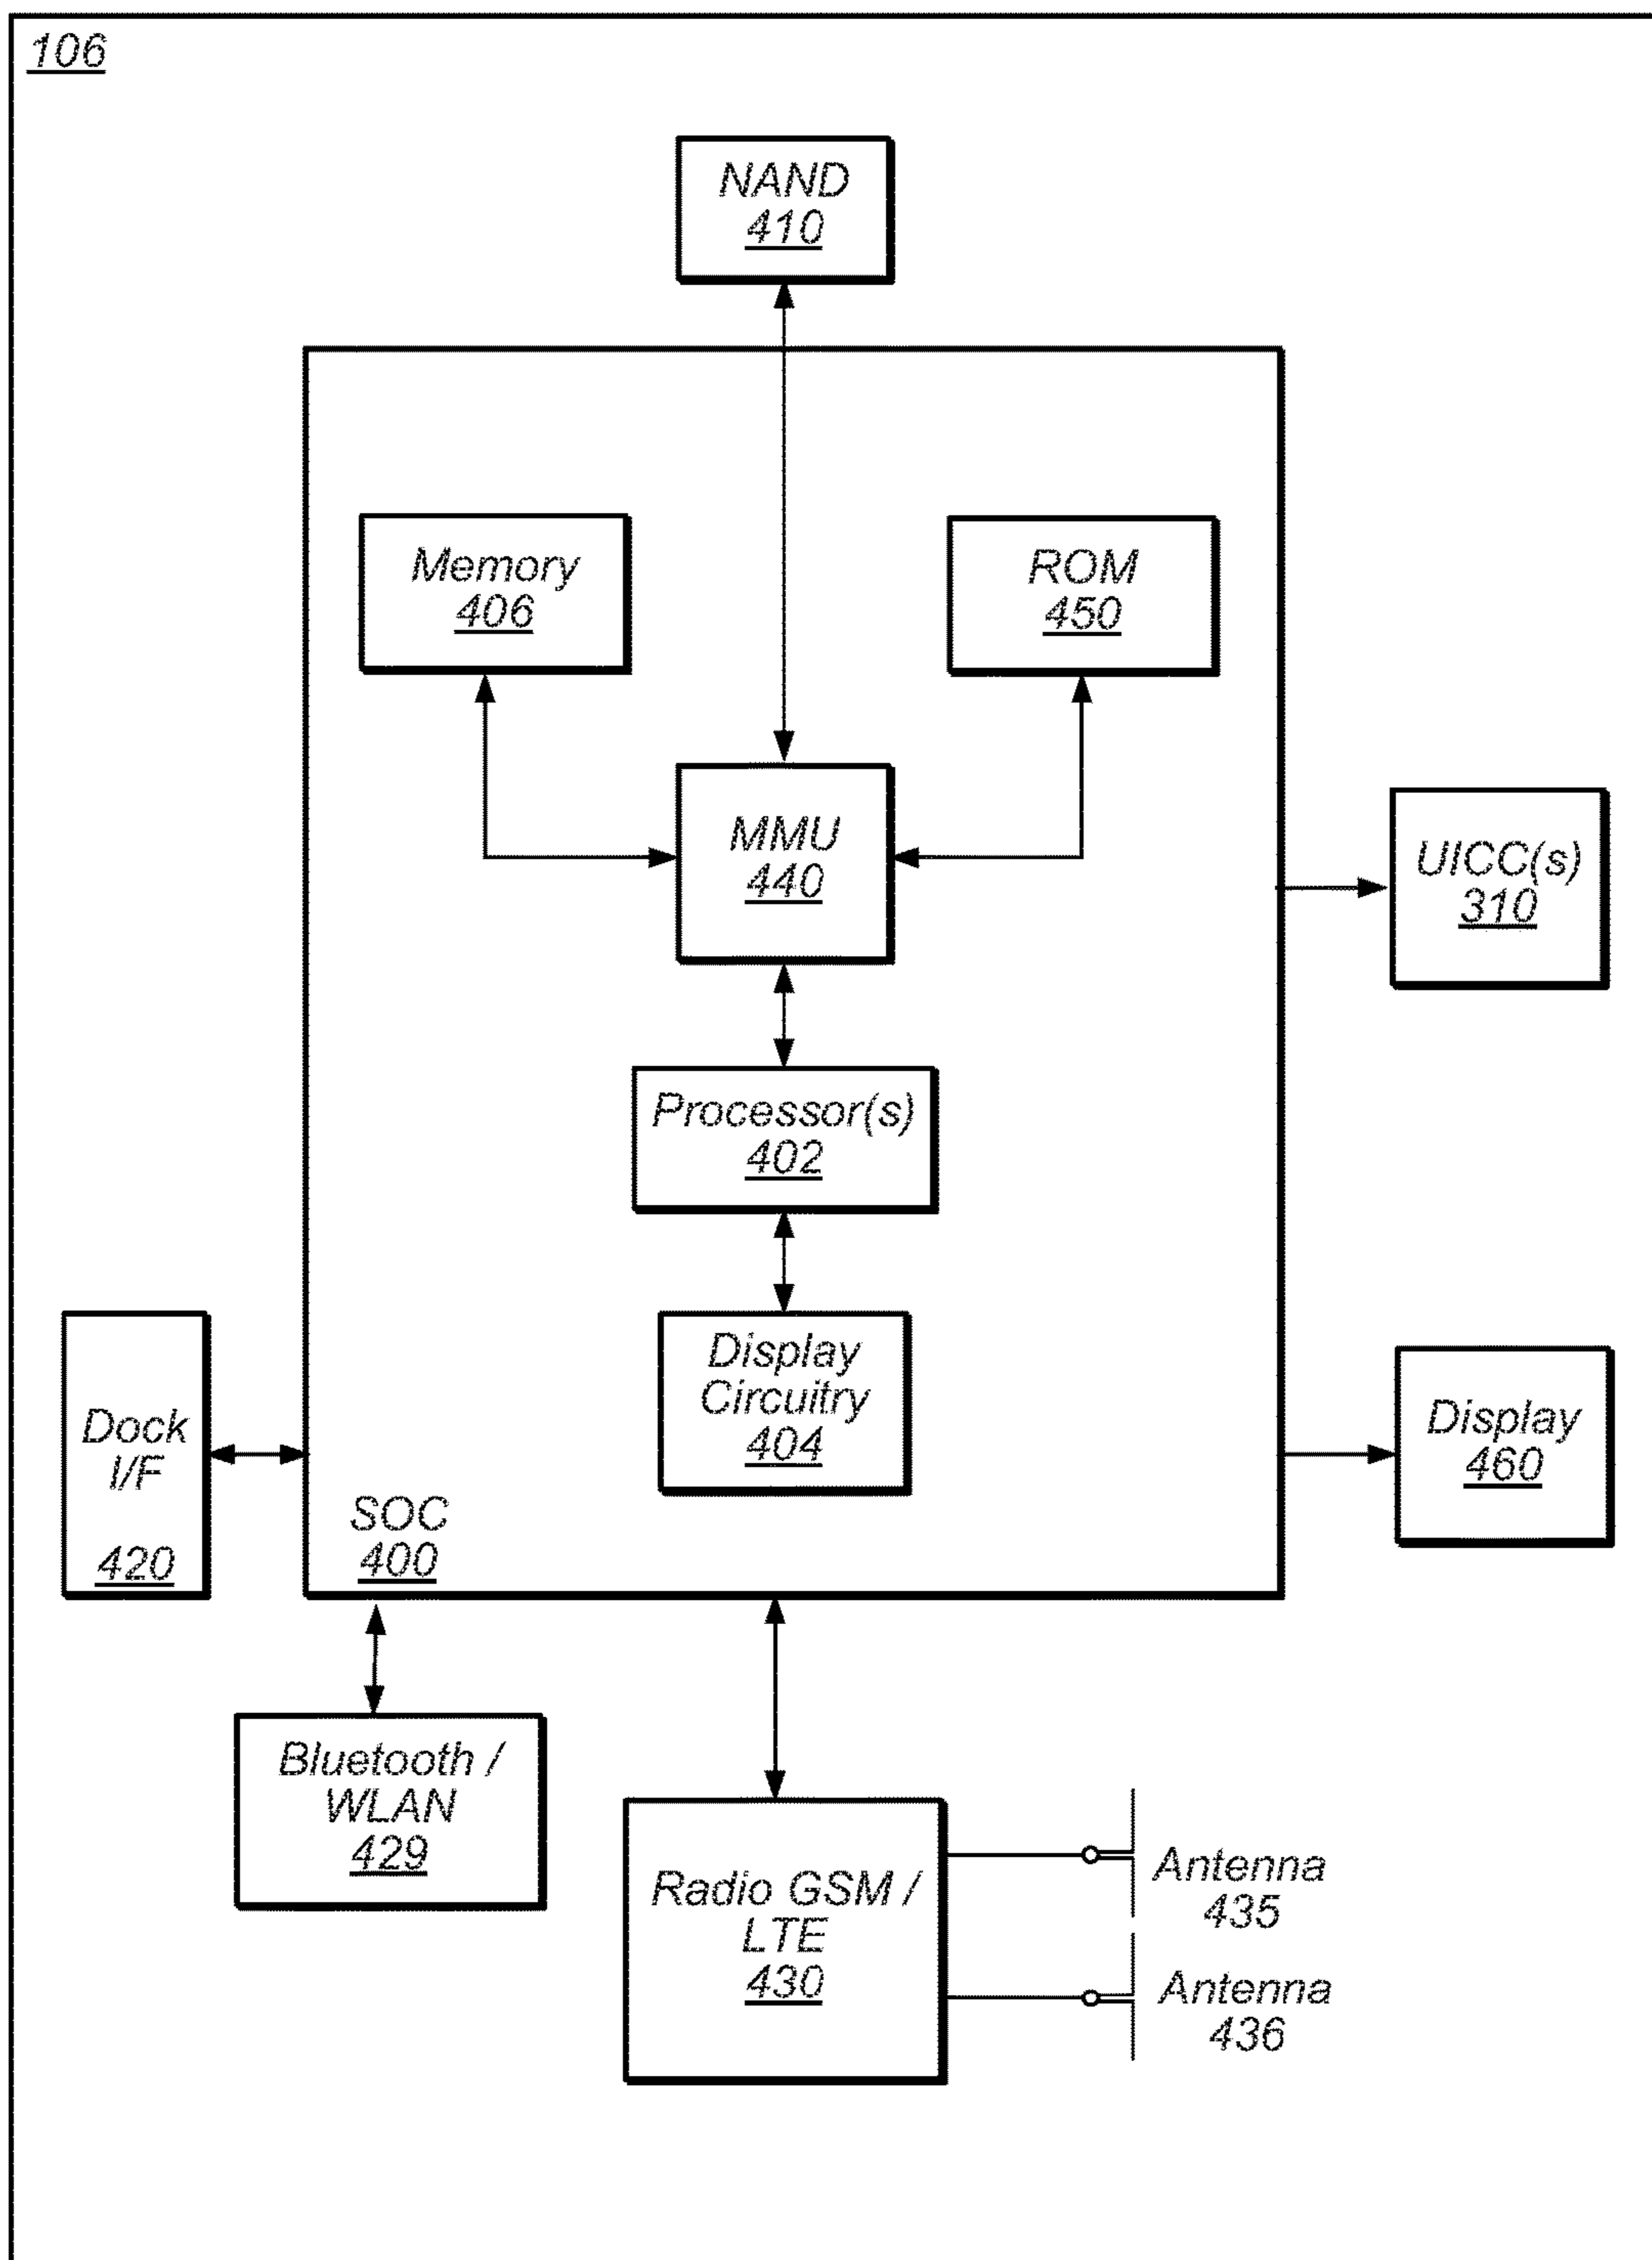 106
NAND
410
Memory
406
ROM
450
MMU
440
UICC(s)
310
Processor(s)
402
Display
Circuitry
404
Dock
I/F
420
Display
460
SOC
400
Bluetooth /
WLAN
429
Radio GSM /
LTE
430
Antenna
435
Antenna
436